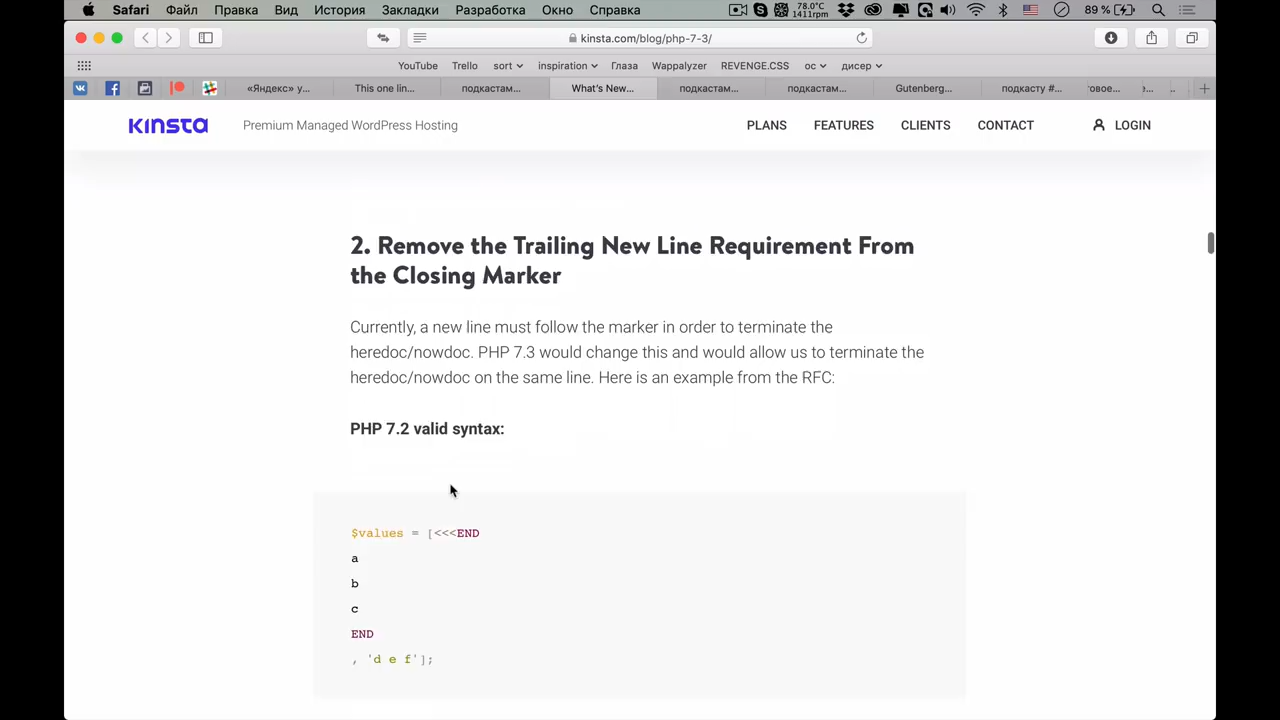 Safari Файл Правка Вид История Закладки Разработка Окно Справка 78.0°C 1411rpm 89 %
kinsta.com/blog/php-7-3/
YouTube Trello sort inspiration Глаза Wappalyzer REVENGE.CSS ос дисер
«Яндекс» у... This one lin... подкастам... What's New... подкастам... подкастам... Gutenberg... подкасту #... 'овое...
KINSTA Premium Managed WordPress Hosting PLANS FEATURES CLIENTS CONTACT LOGIN
2. Remove the Trailing New Line Requirement From
the Closing Marker
Currently, a new line must follow the marker in order to terminate the
heredoc/nowdoc. PHP 7.3 would change this and would allow us to terminate the
heredoc/nowdoc on the same line. Here is an example from the RFC:
PHP 7.2 valid syntax:
$values = [<<<END
a
b
c
END
, 'd e f'];